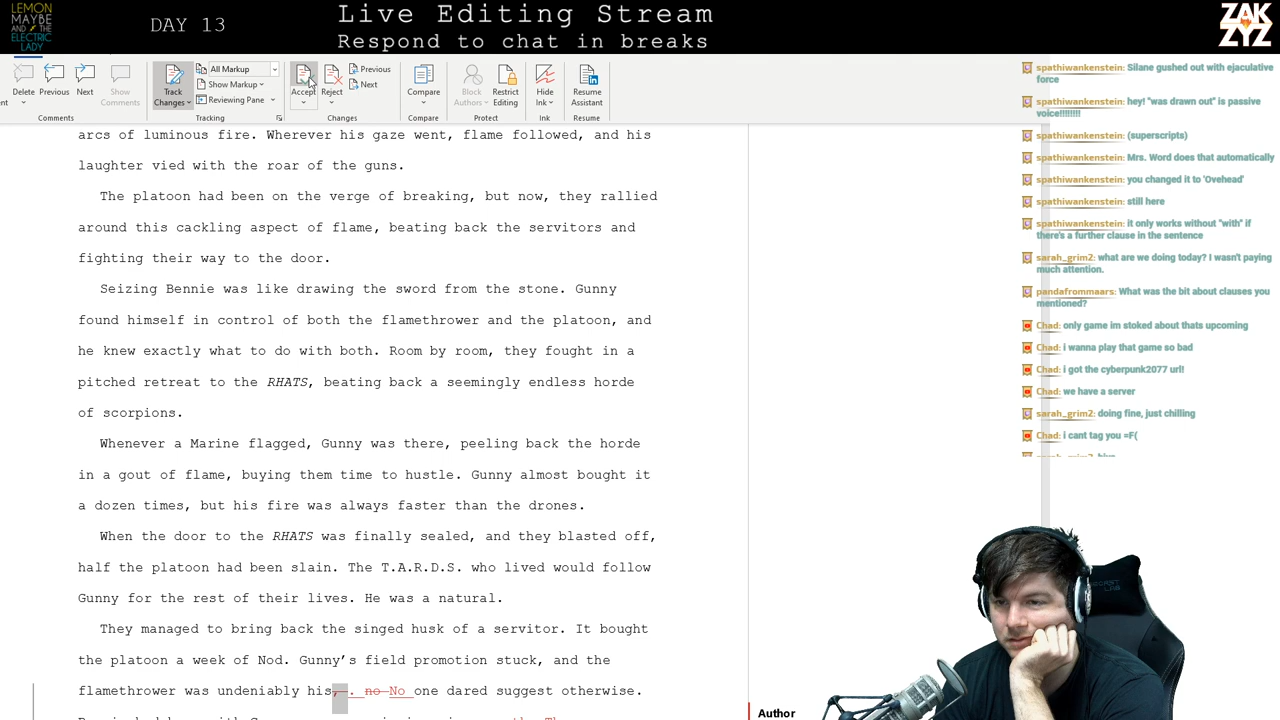 LEMON
MAYBE
AND THE
ELECTRIC
LADY
DAY 13
Live Editing Stream
Respond to chat in breaks
ZAK
ZYZ
Delete Previous Next Show Comments
Comments
Track Changes
All Markup
Show Markup
Reviewing Pane
Tracking
Accept Reject
Previous
Next
Changes
Compare
Compare
Block Authors
Restrict Editing
Protect
Hide Ink
Ink
Resume Assistant
Resume
arcs of luminous fire. Wherever his gaze went, flame followed, and his
laughter vied with the roar of the guns.
The platoon had been on the verge of breaking, but now, they rallied
around this cackling aspect of flame, beating back the servitors and
fighting their way to the door.
Seizing Bennie was like drawing the sword from the stone. Gunny
found himself in control of both the flamethrower and the platoon, and
he knew exactly what to do with both. Room by room, they fought in a
pitched retreat to the RHATS, beating back a seemingly endless horde
of scorpions.
Whenever a Marine flagged, Gunny was there, peeling back the horde
in a gout of flame, buying them time to hustle. Gunny almost bought it
a dozen times, but his fire was always faster than the drones.
When the door to the RHATS was finally sealed, and they blasted off,
half the platoon had been slain. The T.A.R.D.S. who lived would follow
Gunny for the rest of their lives. He was a natural.
They managed to bring back the singed husk of a servitor. It bought
the platoon a week of Nod. Gunny’s field promotion stuck, and the
flamethrower was undeniably his, . no No one dared suggest otherwise.
spathiwankenstein: Silane gushed out with ejaculative
force
spathiwankenstein: hey! "was drawn out" is passive
voice!!!!!!!!
spathiwankenstein: (superscripts)
spathiwankenstein: Mrs. Word does that automatically
spathiwankenstein: you changed it to 'Ovehead'
spathiwankenstein: still here
spathiwankenstein: it only works without "with" if
there's a further clause in the sentence
sarah_grim2: what are we doing today? I wasn't paying
much attention.
pandafrommaars: What was the bit about clauses you
mentioned?
Chad: only game im stoked about thats upcoming
Chad: i wanna play that game so bad
Chad: i got the cyberpunk2077 url!
Chad: we have a server
sarah_grim2: doing fine, just chilling
Chad: i cant tag you =F(
Author